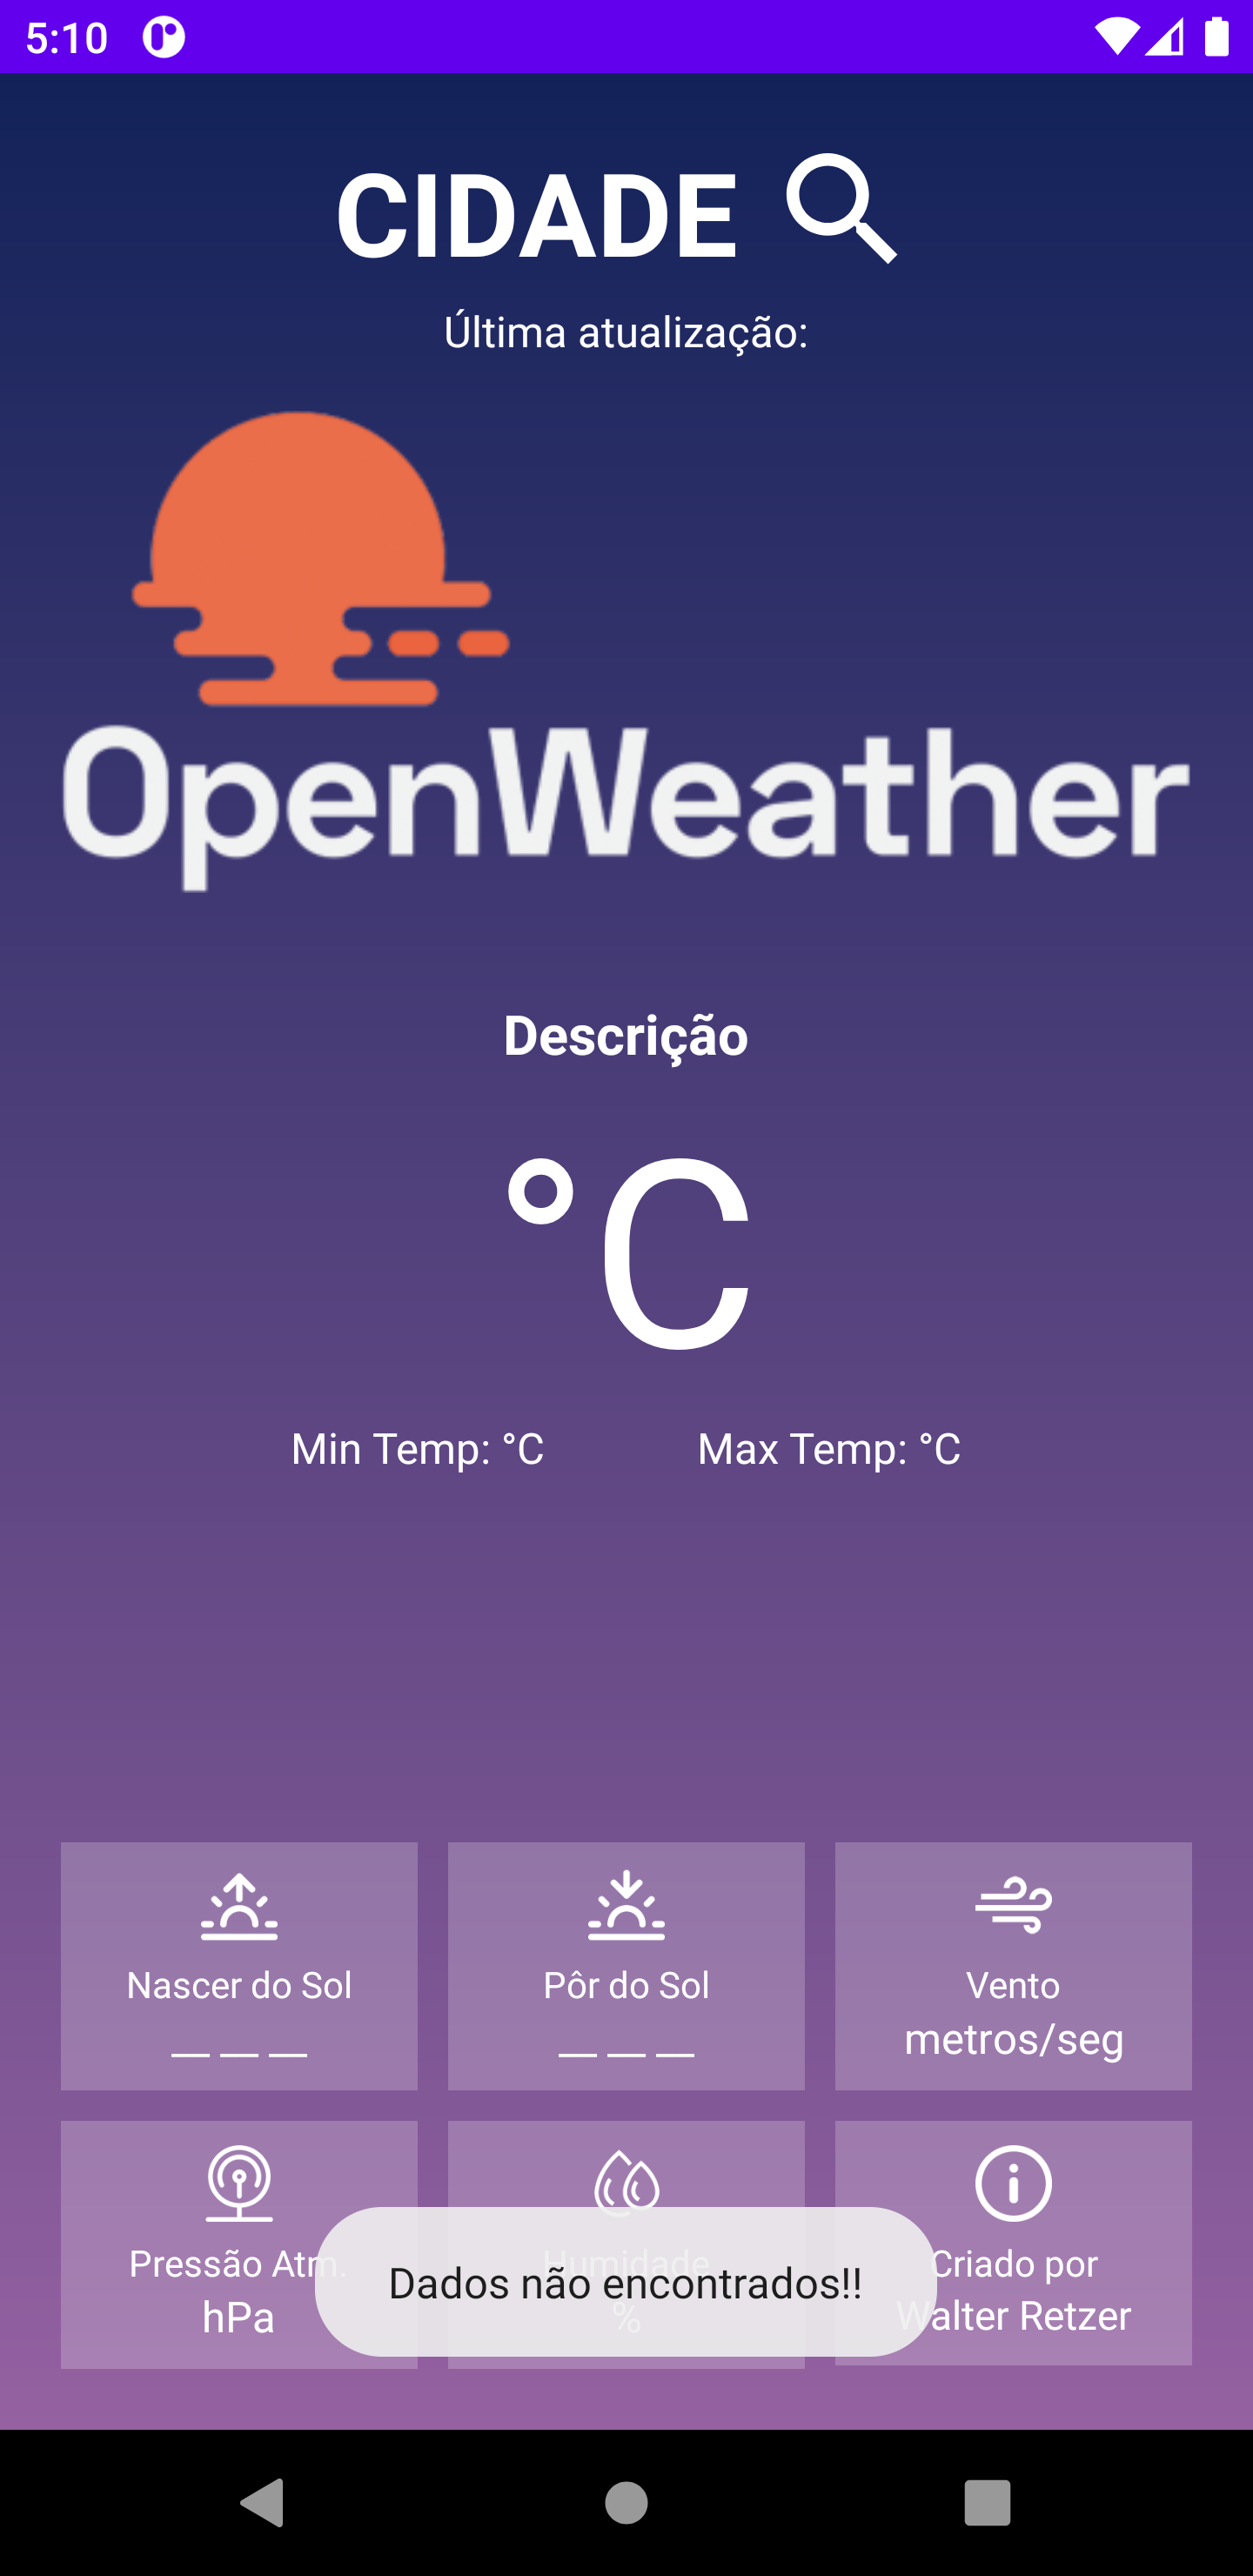 5:10
CIDADE
Última atualização:
OpenWeather
Descrição
°C
Min Temp: °C
Max Temp: °C
Nascer do Sol
Pôr do Sol
Vento
_ _ _
_ _ _
metros/seg
Pressão Atm.
Humidade
Criado por
hPa
%
Walter Retzer
Dados não encontrados!!